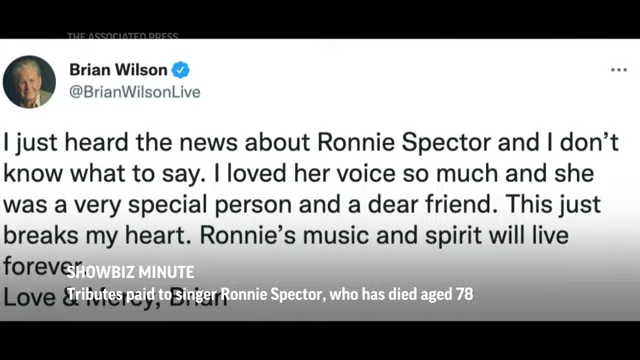 THE ASSOCIATED PRESS
Brian Wilson
@BrianWilsonLive
I just heard the news about Ronnie Spector and I don't
know what to say. I loved her voice so much and she
was a very special person and a dear friend. This just
breaks my heart. Ronnie's music and spirit will live
forever.
Love & Mercy, Brian
SHOWBIZ MINUTE
Tributes paid to singer Ronnie Spector, who has died aged 78